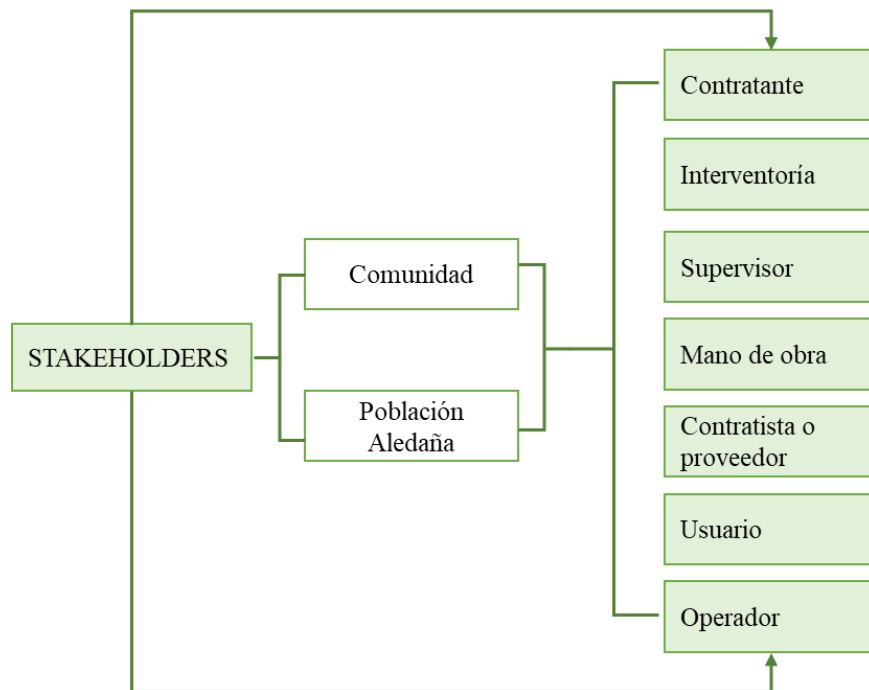 STAKEHOLDERS
Comunidad
Población
Aledaña
Contratante
Interventoría
Supervisor
Mano de obra
Contratista o
proveedor
Usuario
Operador